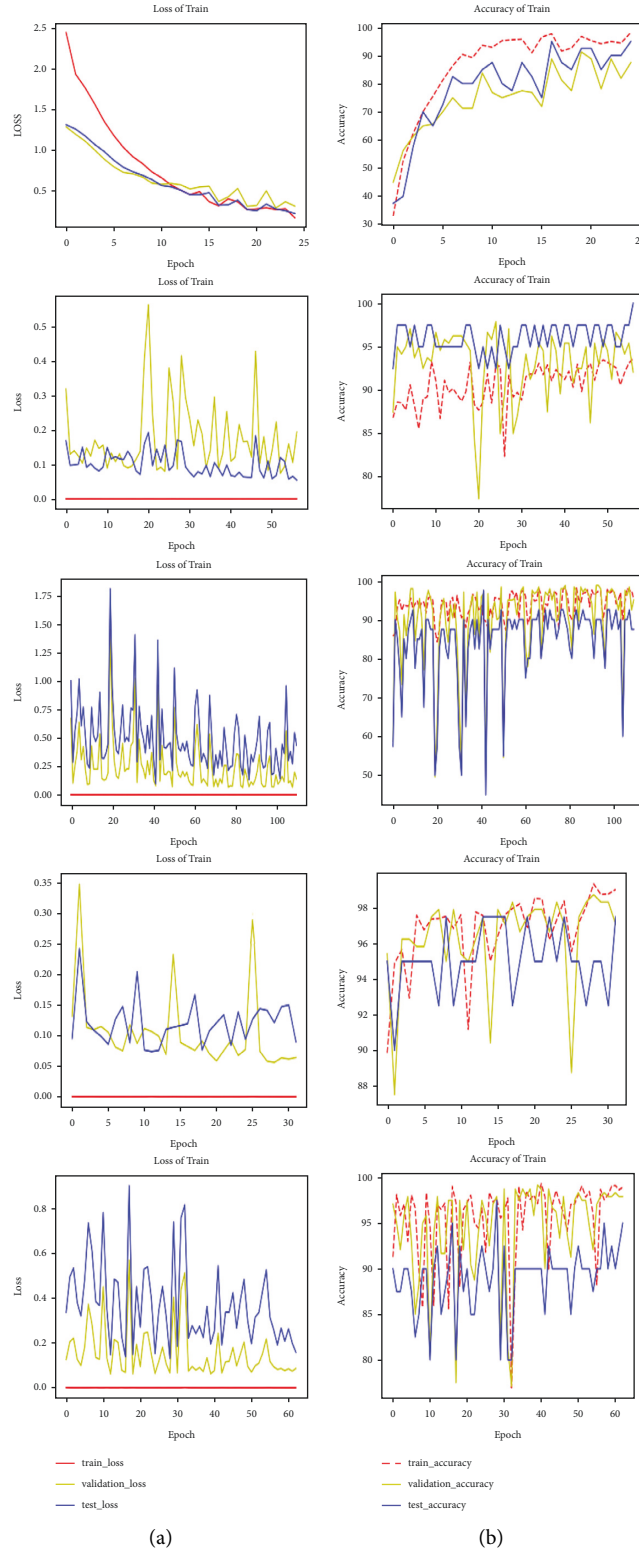 Loss of Train
Accuracy of Train
2.5
2.0
1.5
1.0
0.5
LOSS
0 5 10 15 20 25
Epoch
100
90
80
70
60
50
40
30
Accuracy
0 5 10 15 20
Epoch
Loss of Train
Accuracy of Train
0.5
0.4
0.3
0.2
0.1
0.0
Loss
0 10 20 30 40 50
Epoch
100
95
90
85
80
Accuracy
0 10 20 30 40 50
Epoch
Loss of Train
Accuracy of Train
1.75
1.50
1.25
1.00
0.75
0.50
0.25
0.00
Loss
0 20 40 60 80 100
Epoch
100
90
80
70
60
50
Accuracy
0 20 40 60 80 100
Epoch
Loss of Train
Accuracy of Train
0.35
0.30
0.25
0.20
0.15
0.10
0.05
0.00
Loss
0 5 10 15 20 25 30
Epoch
98
96
94
92
90
88
Accuracy
0 5 10 15 20 25 30
Epoch
Loss of Train
Accuracy of Train
0.8
0.6
0.4
0.2
0.0
Loss
0 10 20 30 40 50 60
Epoch
100
95
90
85
80
Accuracy
0 10 20 30 40 50 60
Epoch
train_loss
validation_loss
test_loss
train_accuracy
validation_accuracy
test_accuracy
(a)
(b)